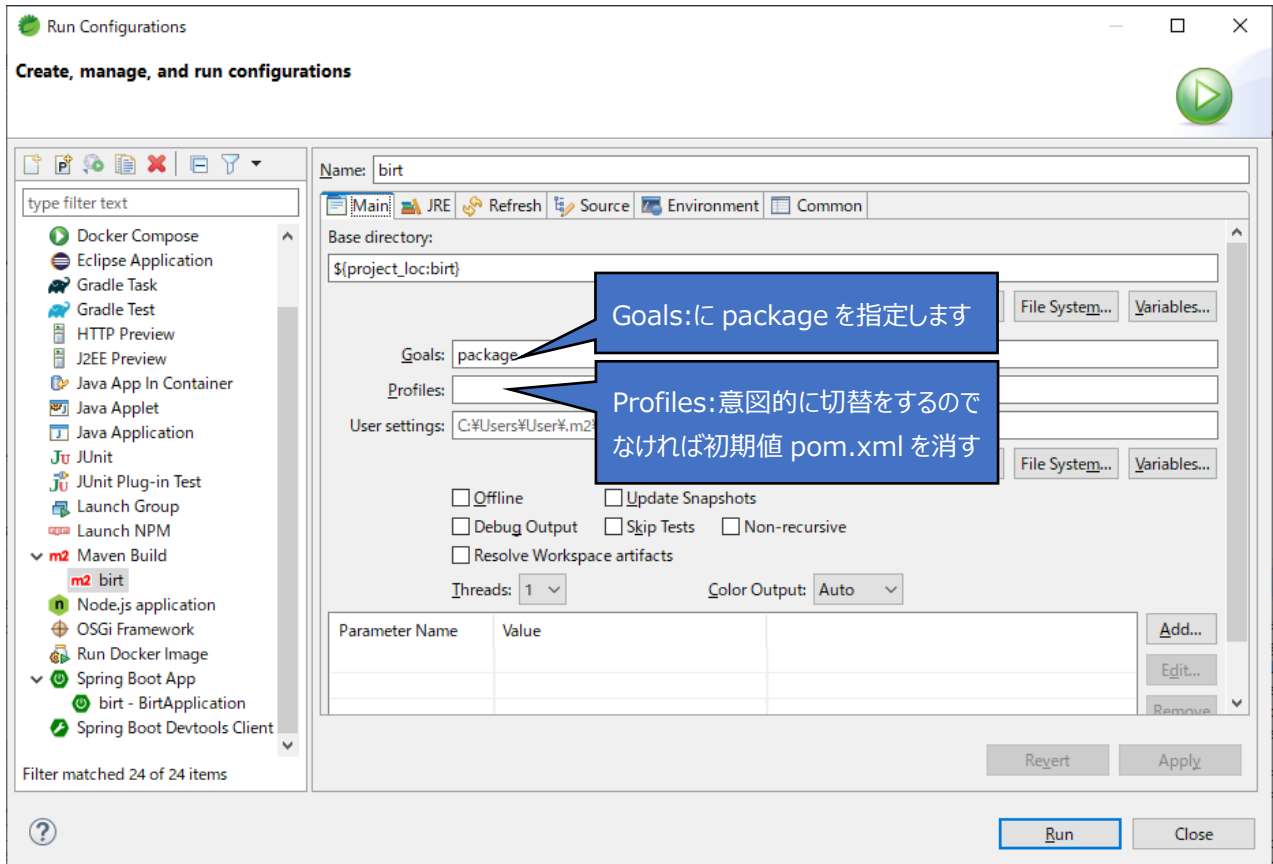 Run Configurations
Create, manage, and run configurations
Name: birt
type filter text
Main JRE Refresh Source Environment Common
Docker Compose
Eclipse Application
Gradle Task
Gradle Test
HTTP Preview
J2EE Preview
Java App In Container
Java Applet
Java Application
JUnit
JUnit Plug-in Test
Launch Group
Launch NPM
m2 Maven Build
m2 birt
Node.js application
OSGi Framework
Run Docker Image
Spring Boot App
birt - BirtApplication
Spring Boot Devtools Client
Filter matched 24 of 24 items
Base directory:
${project_loc:birt}
Goals:に package を指定します
File System... Variables...
Goals: package
Profiles:
Profiles:意図的に切替をするので
なければ初期値 pom.xml を消す
User settings: C:¥Users¥User¥.m2¥
File System... Variables...
Offline Update Snapshots
Debug Output Skip Tests Non-recursive
Resolve Workspace artifacts
Threads: 1 Color Output: Auto
Parameter Name Value
Add...
Edit...
Remove
Revert Apply
Run Close